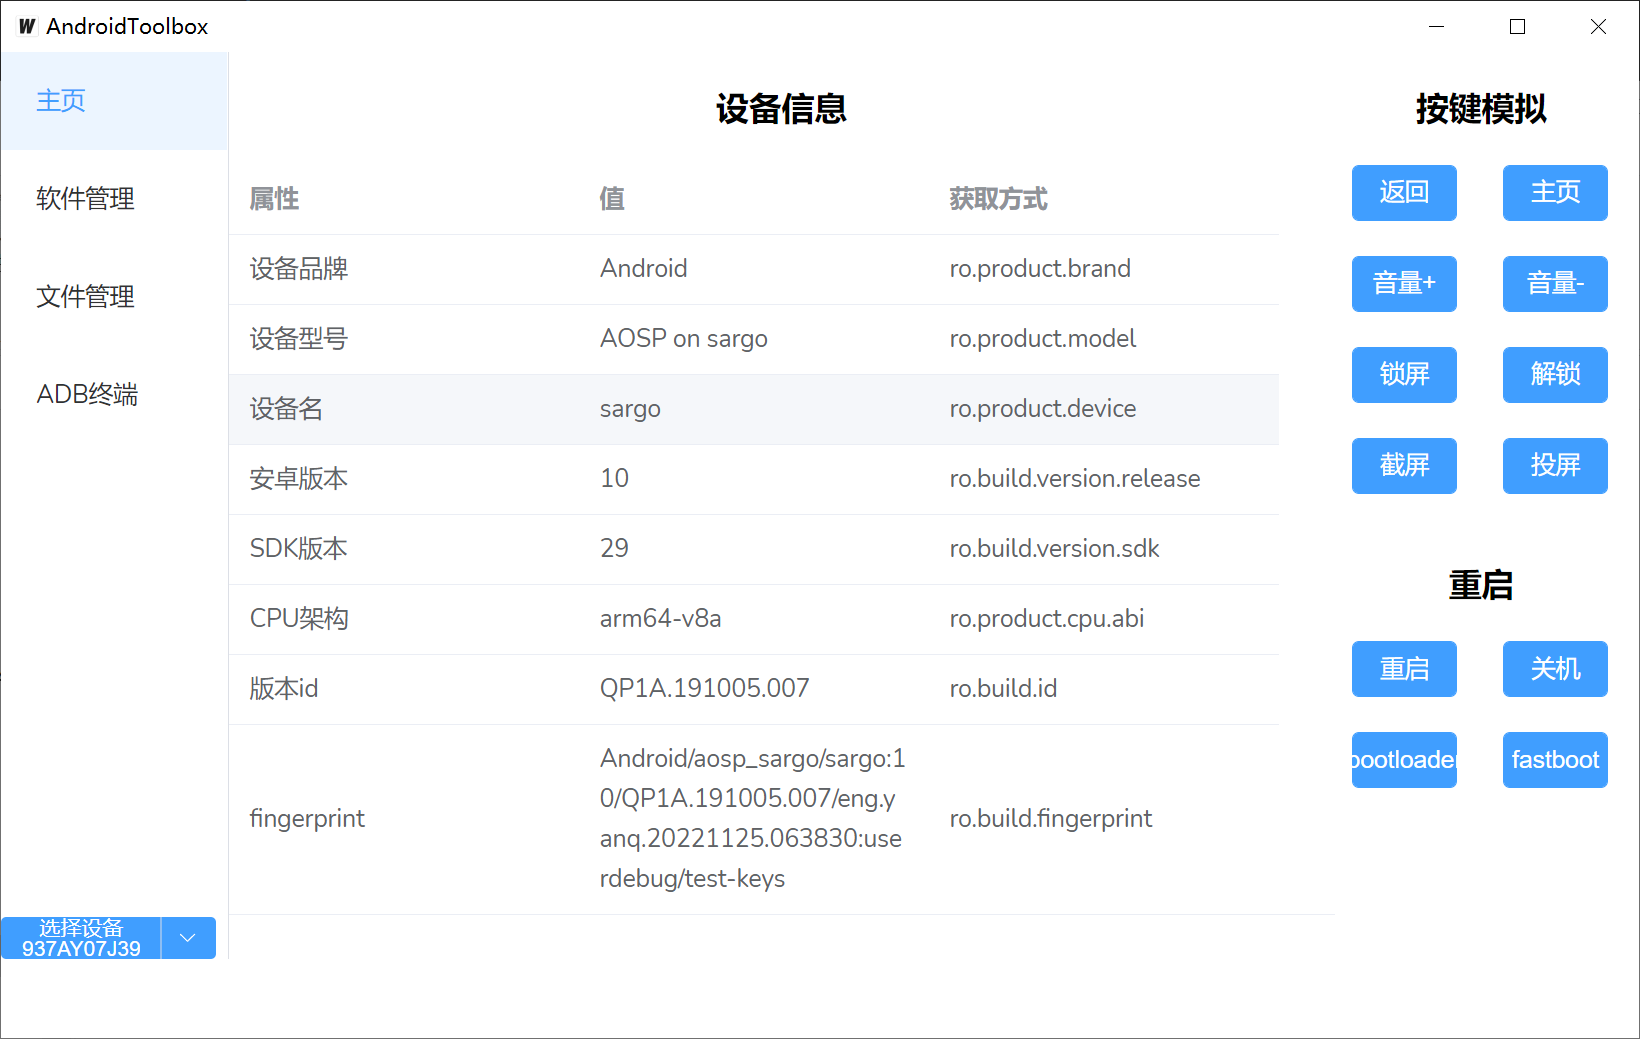 AndroidToolbox
主页
软件管理
文件管理
ADB终端
选择设备
937AY07J39
设备信息
属性 值 获取方式
设备品牌 Android ro.product.brand
设备型号 AOSP on sargo ro.product.model
设备名 sargo ro.product.device
安卓版本 10 ro.build.version.release
SDK版本 29 ro.build.version.sdk
CPU架构 arm64-v8a ro.product.cpu.abi
版本id QP1A.191005.007 ro.build.id
fingerprint
Android/aosp_sargo/sargo:1
0/QP1A.191005.007/eng.y
anq.20221125.063830:use
rdebug/test-keys
ro.build.fingerprint
按键模拟
返回 主页
音量+ 音量-
锁屏 解锁
截屏 投屏
重启
重启 关机
bootloader fastboot